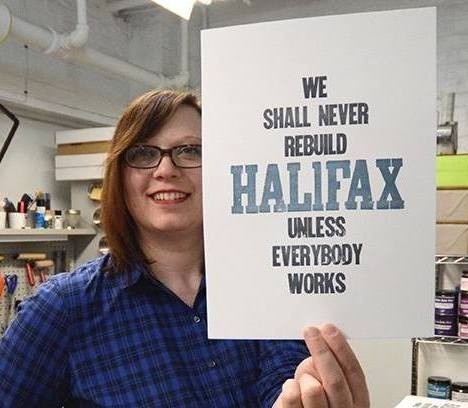 WE
SHALL NEVER
REBUILD
HALIFAX
UNLESS
EVERYBODY
WORKS